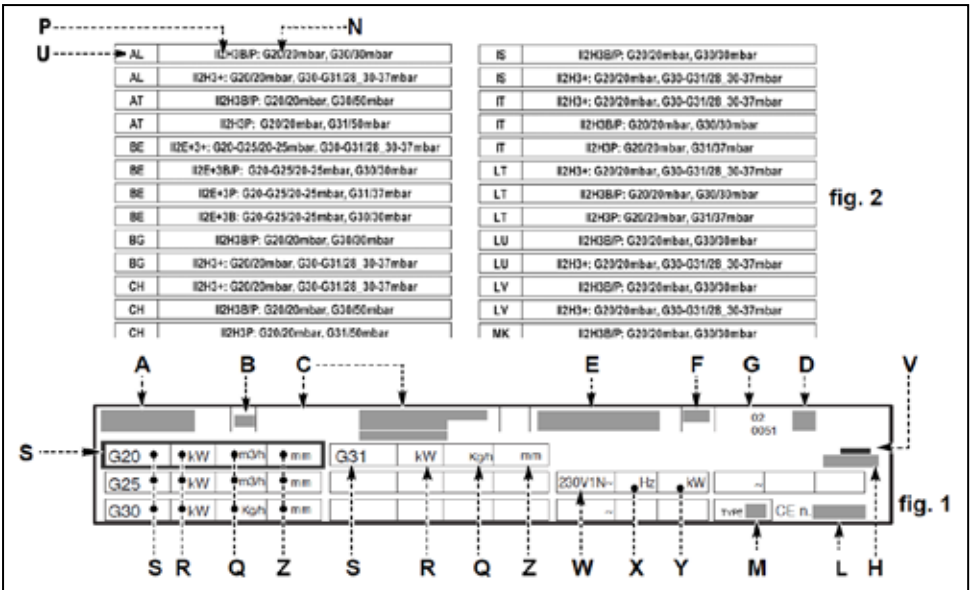 P N
U AL II2H3B/P: G20/20mbar, G30/30mbar
AL II2H3+: G20/20mbar, G30-G31/28_30-37mbar
AT II2H3B/P: G20/20mbar, G30/50mbar
AT II2H3P: G20/20mbar, G31/50mbar
BE II2E+3+: G20-G25/20-25mbar, G30-G31/28_30-37mbar
BE II2E+3B/P: G20-G25/20-25mbar, G30/30mbar
BE II2E+3P: G20-G25/20-25mbar, G31/37mbar
BE II2E+3B: G20-G25/20-25mbar, G30/30mbar
BG II2H3B/P: G20/20mbar, G30/30mbar
BG II2H3+: G20/20mbar, G30-G31/28_30-37mbar
CH II2H3+: G20/20mbar, G30-G31/28_30-37mbar
CH II2H3B/P: G20/20mbar, G30/50mbar
CH II2H3P: G20/20mbar, G31/50mbar
IS II2H3B/P: G20/20mbar, G30/30mbar
IS II2H3+: G20/20mbar, G30-G31/28_30-37mbar
IT II2H3+: G20/20mbar, G30-G31/28_30-37mbar
IT II2H3B/P: G20/20mbar, G30/30mbar
IT II2H3P: G20/20mbar, G31/37mbar
LT II2H3+: G20/20mbar, G30-G31/28_30-37mbar
LT II2H3B/P: G20/20mbar, G30/30mbar
LT II2H3P: G20/20mbar, G31/37mbar
LU II2H3B/P: G20/20mbar, G30/30mbar
LU II2H3+: G20/20mbar, G30-G31/28_30-37mbar
LV II2H3B/P: G20/20mbar, G30/30mbar
LV II2H3+: G20/20mbar, G30-G31/28_30-37mbar
MK II2H3B/P: G20/20mbar, G30/30mbar
fig. 2
A B C E F G D V
02
0051
S G20 kW m3/h mm G31 kW Kg/h mm
G25 kW m3/h mm 230V1N~ Hz kW ~
G30 kW Kg/h mm ~ TYPE CE n.
fig. 1
S R Q Z S R Q Z W X Y M L H